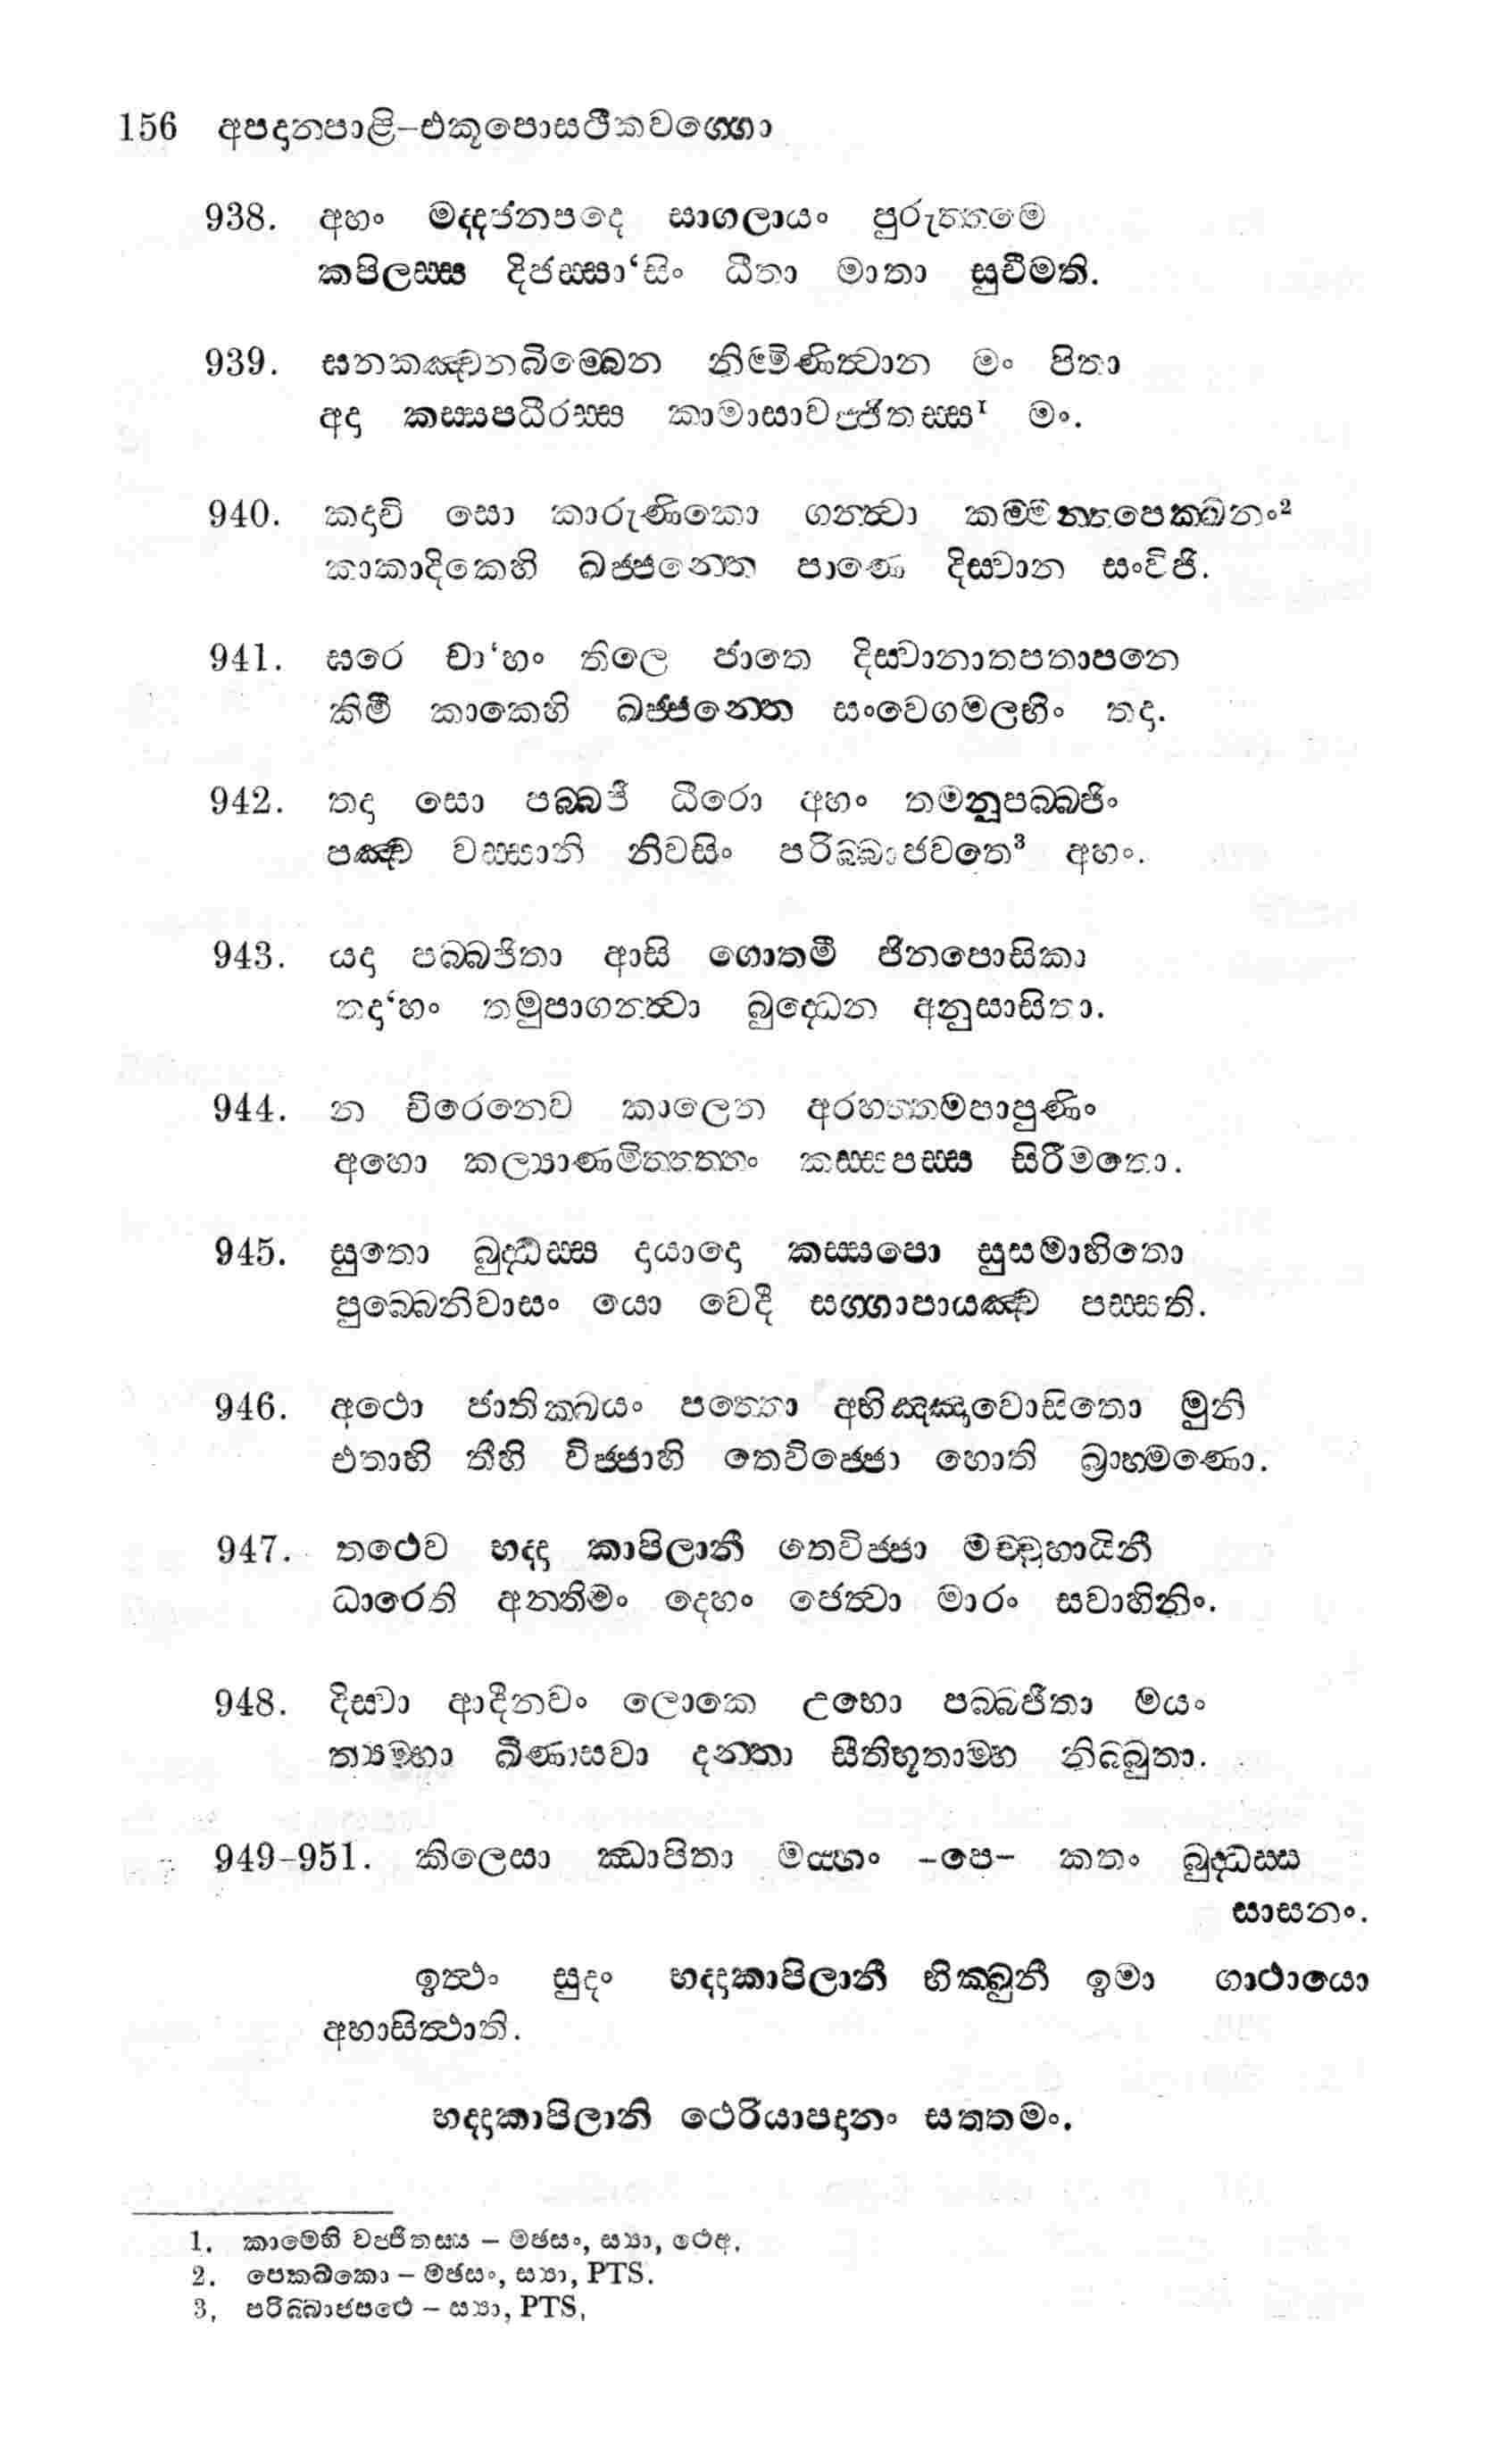 156 අපදානපාළි–එකූපොසථිකවග්ගො
938. අහං මද්දජනපදෙ සාගලායං පුරුත්තමෙ
කපිලස්ස දිජස්සා‘සිං ධීතා මාතා සුචීමති.
939. ඝනකඤ්චනබිම්බෙන නිම්මිණිත්වාන මං පිතා
අදා කස්සපධීරස්ස කාමාසාවජ්ජිතස්ස¹ මං.
940. කදාචි සො කාරුණිකො ගන්ත්වා කම්මන්තපෙක්ඛනං²
කාකාදිකෙහි ඛජ්ජන්තෙ පාණෙ දිස්වාන සංවිජි.
941. ඝරෙ චා‘හං තිලෙ ජාතෙ දිස්වානාතපතාපනෙ
කිමී කාකෙහි ඛජ්ජන්තෙ සංවෙගමලභිං තදා.
942. තදා සො පබ්බජී ධීරො අහං තමනුපබ්බජිං
පඤ්ච වස්සානි නිවසිං පරිබ්බාජවතෙ³ අහං.
943. යදා පබ්බජිතා ආසි ගොතමී ජිනපොසිකා
තදා‘හං තමුපාගන්ත්වා බුද්ධෙන අනුසාසිතා.
944. න චිරෙනෙව කාලෙන අරහත්තමපාපුණිං
අහො කල්‍යාණමිත්තත්තං කස්සපස්ස සිරීමතො.
945. සුතො බුද්ධස්ස දායාදො කස්සපො සුසමාහිතො
පුබ්බෙනිවාසං යො වෙදී සග්ගාපායඤ්ච පස්සති.
946. අථො ජාතික්ඛයං පත්තො අභිඤ්ඤාවොසිතො මුනි
එතාහි තීහි විජ්ජාහි තෙවිජ්ජො හොති බ්‍රාහ්මණො.
947. තථෙව භද්දා කාපිලානී තෙවිජ්ජා මච්චුහායිනී
ධාරෙති අන්තිමං දෙහං ජෙත්වා මාරං සවාහිනිං.
948. දිස්වා ආදීනවං ලොකෙ උභො පබ්බජිතා මයං
ත්‍යම්හා ඛීණාසවා දන්තා සීතිභූතාම්හ නිබ්බුතා.
949-951. කිලෙසා ඣාපිතා මය්හං –පෙ– කතං බුද්ධස්ස
සාසනං.
ඉත්ථං සුදං භද්දාකාපිලානී භික්ඛුනී ඉමා ගාථායො
අභාසිත්ථාති.
භද්දාකාපිලානි ථෙරියාපදානං සත්තමං.
1. කාමෙහි වජ්ජිතස්ස – මජසං, ස්‍යා, ථෙඅ.
2. පෙක්ඛකො – මජසං, ස්‍යා, PTS.
3, පරිබ්බාජපථෙ – ස්‍යා, PTS,